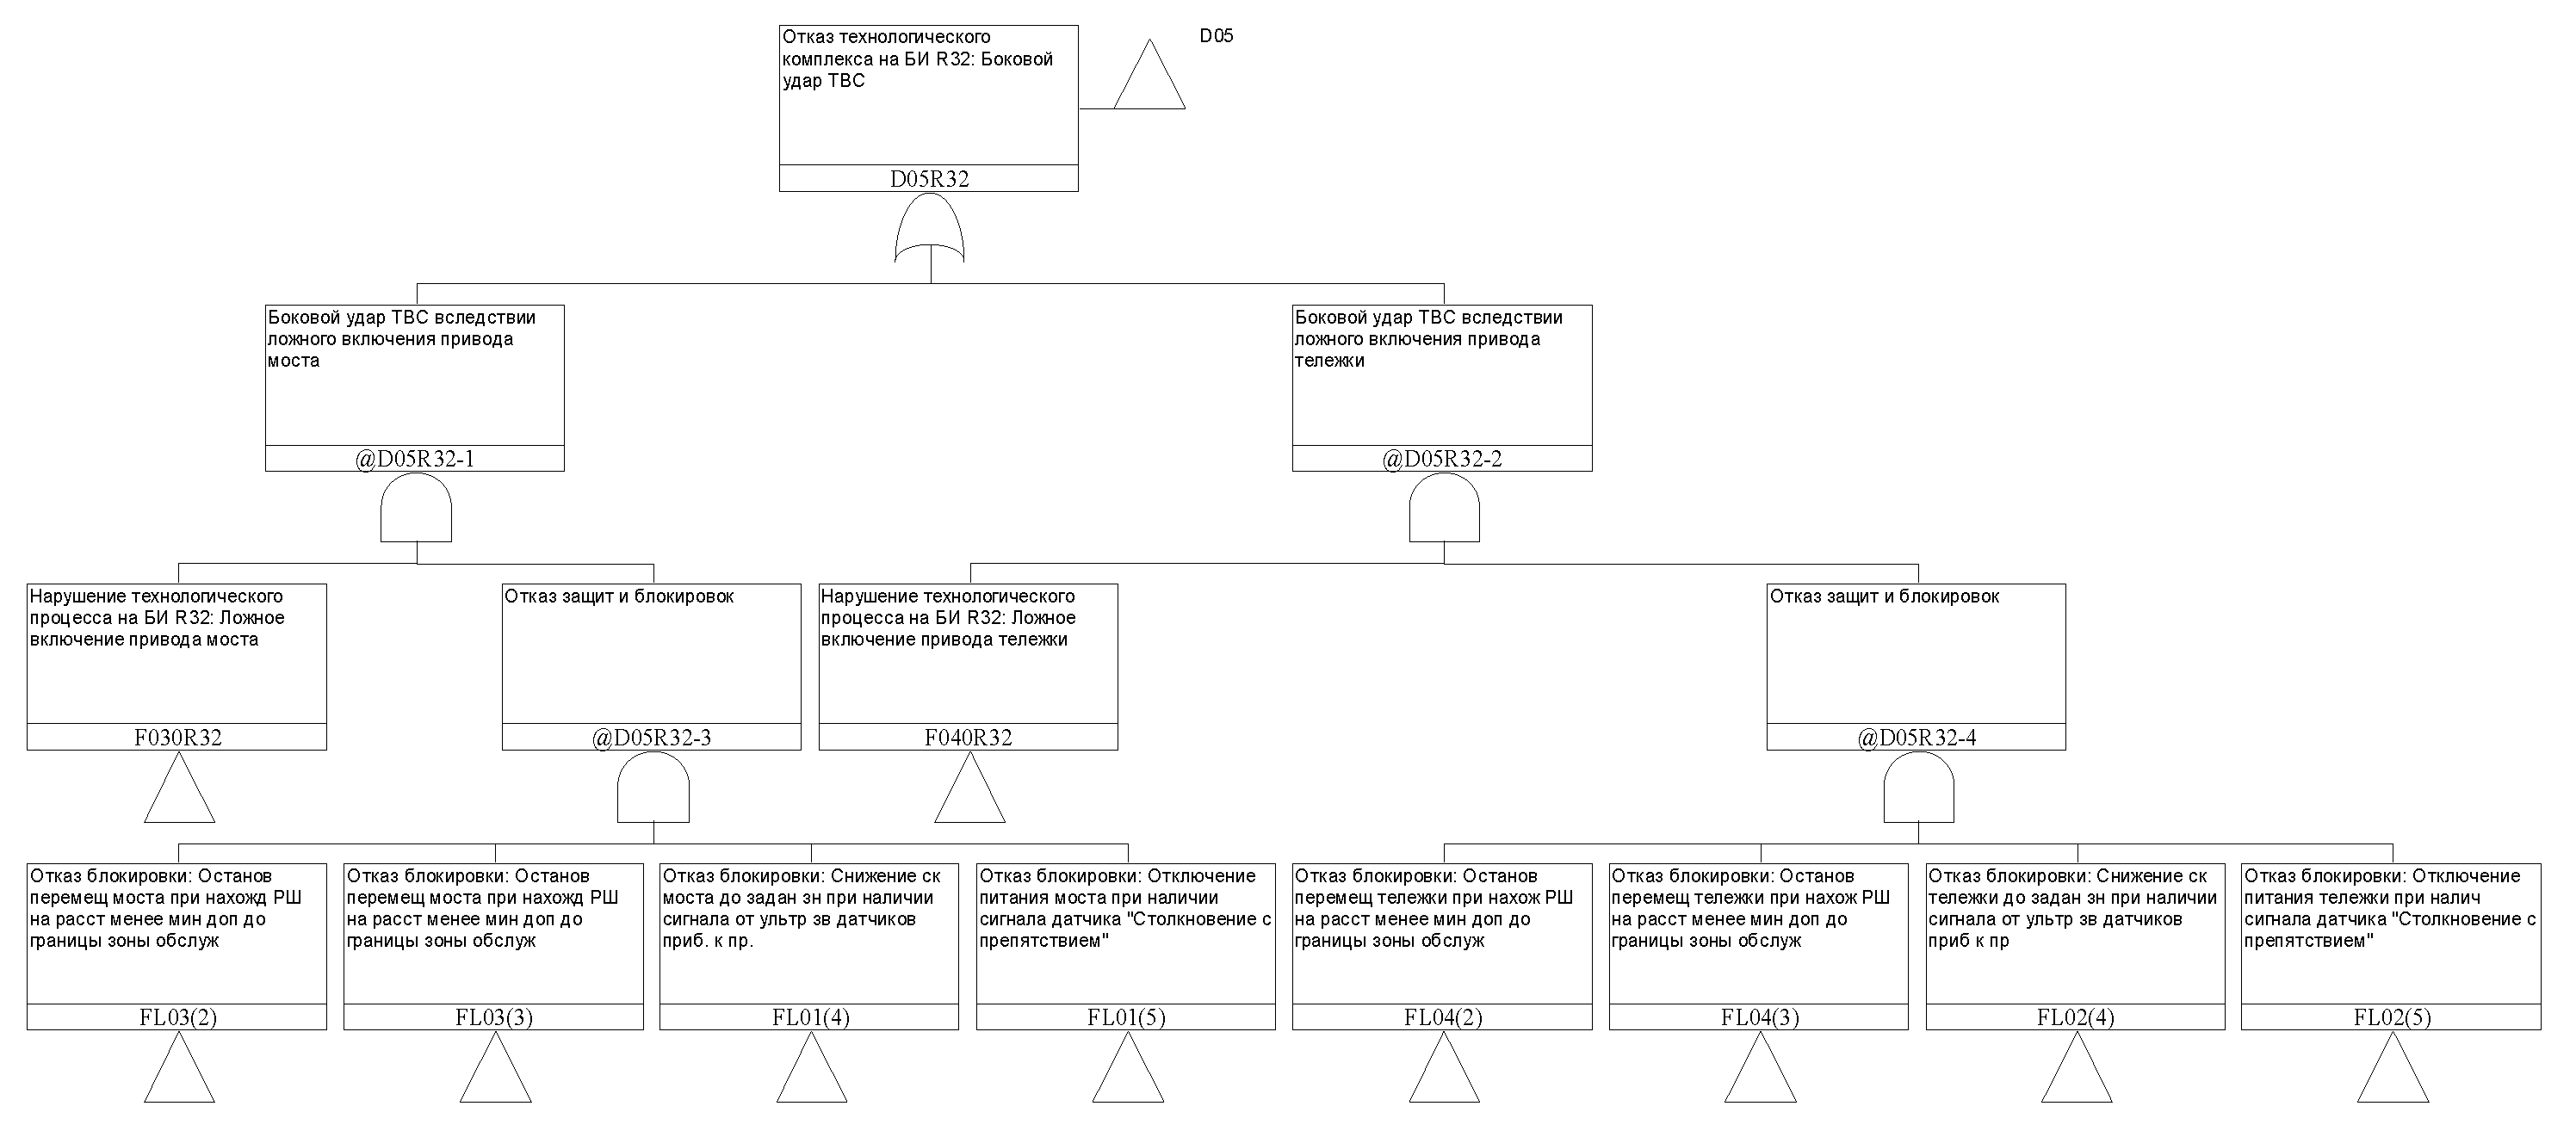 Отказ технологического
комплекса на БИ R32: Боковой
удар ТВС
D05R32
D05
Боковой удар ТВС вследствии
ложного включения привода
моста
@D05R32-1
Боковой удар ТВС вследствии
ложного включения привода
тележки
@D05R32-2
Нарушение технологического
процесса на БИ R32: Ложное
включение привода моста
F030R32
Отказ защит и блокировок
@D05R32-3
Нарушение технологического
процесса на БИ R32: Ложное
включение привода тележки
F040R32
Отказ защит и блокировок
@D05R32-4
Отказ блокировки: Останов
перемещ моста при нахожд РШ
на расст менее мин доп до
границы зоны обслуж
FL03(2)
Отказ блокировки: Останов
перемещ моста при нахожд РШ
на расст менее мин доп до
границы зоны обслуж
FL03(3)
Отказ блокировки: Снижение ск
моста до задан зн при наличии
сигнала от ультр зв датчиков
приб. к пр.
FL01(4)
Отказ блокировки: Отключение
питания моста при наличии
сигнала датчика "Столкновение с
препятствием"
FL01(5)
Отказ блокировки: Останов
перемещ тележки при нахож РШ
на расст менее мин доп до
границы зоны обслуж
FL04(2)
Отказ блокировки: Останов
перемещ тележки при нахож РШ
на расст менее мин доп до
границы зоны обслуж
FL04(3)
Отказ блокировки: Снижение ск
тележки до задан зн при наличии
сигнала от ультр зв датчиков
приб к пр
FL02(4)
Отказ блокировки: Отключение
питания тележки при налич
сигнала датчика "Столкновение с
препятствием"
FL02(5)